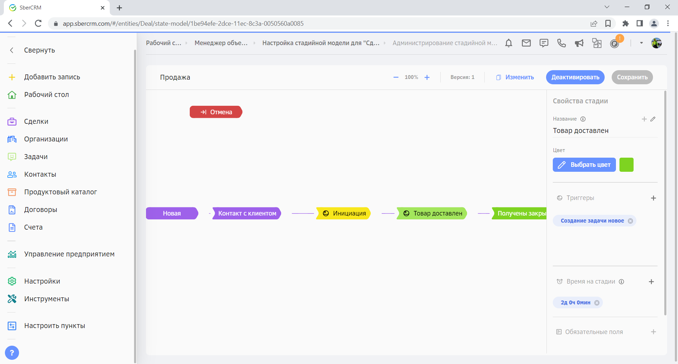 SberCRM
app.sbercrm.com/#/entities/Deal/state-model/1be94efe-2dce-11ec-8c3a-0050560a0085
Свернуть
Рабочий с...
Менеджер объе...
Настройка стадийной модели для "Сд...
Администрирование стадийной м...
Добавить запись
Рабочий стол
Сделки
Организации
Задачи
Контакты
Продуктовый каталог
Договоры
Счета
Управление предприятием
Настройки
Инструменты
Настроить пункты
?
Продажа
100%
Версия: 1
Изменить
Деактивировать
Сохранить
Отмена
Новая
Контакт с клиентом
Инициация
Товар доставлен
Получены закры
Свойства стадии
Название
Товар доставлен
Цвет
Выбрать цвет
Триггеры
Создание задачи новое
Время на стадии
2д 0ч 0мин
Обязательные поля